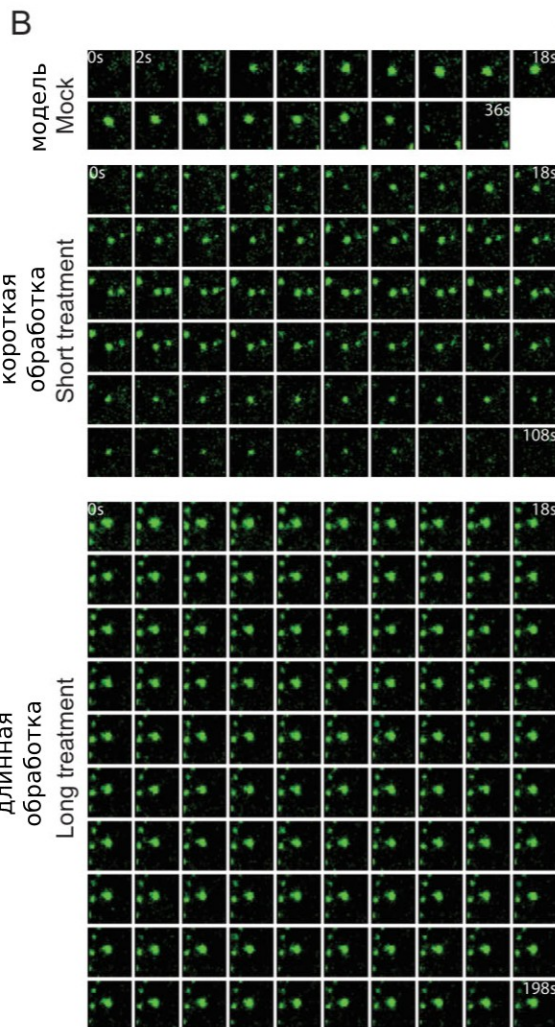 B
модель
Mock
0s
2s
18s
36s
короткая
обработка
Short treatment
0s
18s
108s
длинная
обработка
Long treatment
0s
18s
198s